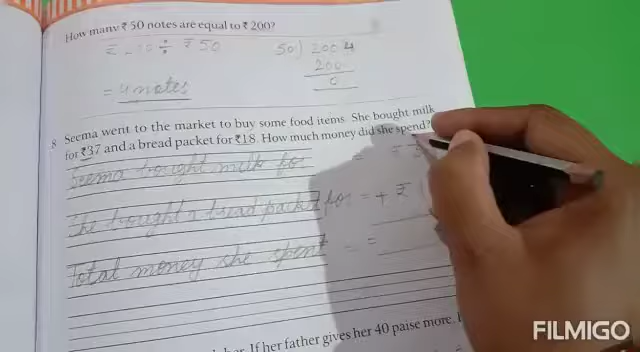 How many ₹ 50 notes are equal to ₹ 200?
÷ ₹ 50 50) 200 4
200
0
= 4 notes
8 Seema went to the market to buy some food items. She bought milk
for ₹37 and a bread packet for ₹18. How much money did she spend?
Seema bought milk for = ₹
She bought a bread packet for = + ₹ 1
Total money she spent =
If her father gives her 40 paise more.
FILMIGO